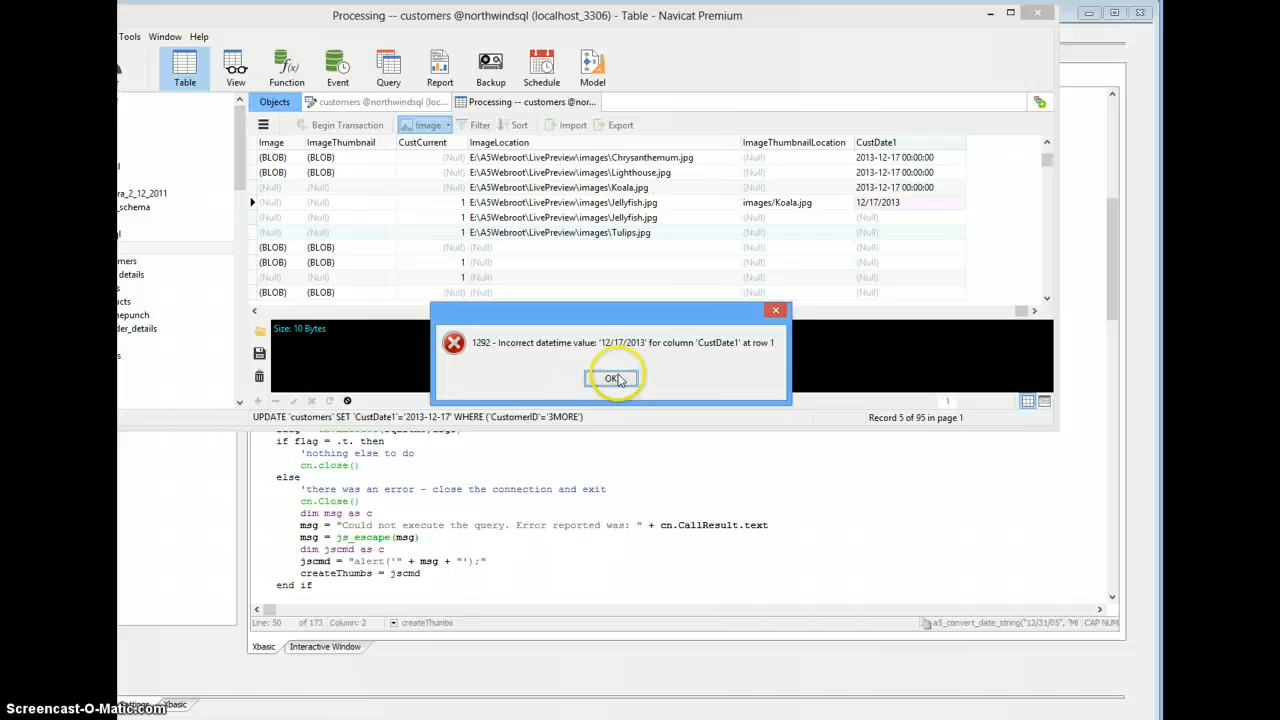 Processing -- customers @northwindsql (localhost_3306) - Table - Navicat Premium
Tools Window Help
Table View Function Event Query Report Backup Schedule Model
Objects customers @northwindsql (loc... Processing -- customers @nor...
Begin Transaction Image Filter Sort Import Export
Image ImageThumbnail CustCurrent ImageLocation ImageThumbnailLocation CustDate1
(BLOB) (BLOB) (Null) E:\A5Webroot\LivePreview\images\Chrysanthemum.jpg (Null) 2013-12-17 00:00:00
(BLOB) (BLOB) (Null) E:\A5Webroot\LivePreview\images\Lighthouse.jpg (Null) 2013-12-17 00:00:00
(Null) (Null) (Null) E:\A5Webroot\LivePreview\images\Koala.jpg (Null) 2013-12-17 00:00:00
(Null) (Null) 1 E:\A5Webroot\LivePreview\images\Jellyfish.jpg images/Koala.jpg 12/17/2013
(Null) (Null) 1 E:\A5Webroot\LivePreview\images\Jellyfish.jpg (Null) (Null)
(Null) (Null) 1 E:\A5Webroot\LivePreview\images\Tulips.jpg (Null) (Null)
(BLOB) (BLOB) (Null) (Null) (Null) (Null)
(BLOB) (BLOB) 1 (Null) (Null) (Null)
(Null) (Null) 1 (Null) (Null) (Null)
(BLOB) (BLOB) (Null) (Null) (Null) (Null)
ra_2_12_2011
_schema
ql
mers
details
s
ucts
mepunch
der_details
s
Size: 10 Bytes
1292 - Incorrect datetime value: '12/17/2013' for column 'CustDate1' at row 1
OK
1
UPDATE `customers` SET `CustDate1`='2013-12-17' WHERE (`CustomerID`='3MORE') Record 5 of 95 in page 1
if flag = .t. then
'nothing else to do
cn.close()
else
'there was an error - close the connection and exit
cn.Close()
dim msg as c
msg = "Could not execute the query. Error reported was: " + cn.CallResult.text
msg = js_escape(msg)
dim jscmd as c
jscmd = "alert('" + msg + "');"
createThumbs = jscmd
end if
Line: 50 of 173 Column: 2 createThumbs a5_convert_date_string("12/31/05", "MI CAP NUM
Xbasic Interactive Window
Settings Xbasic
Screencast-O-Matic.com